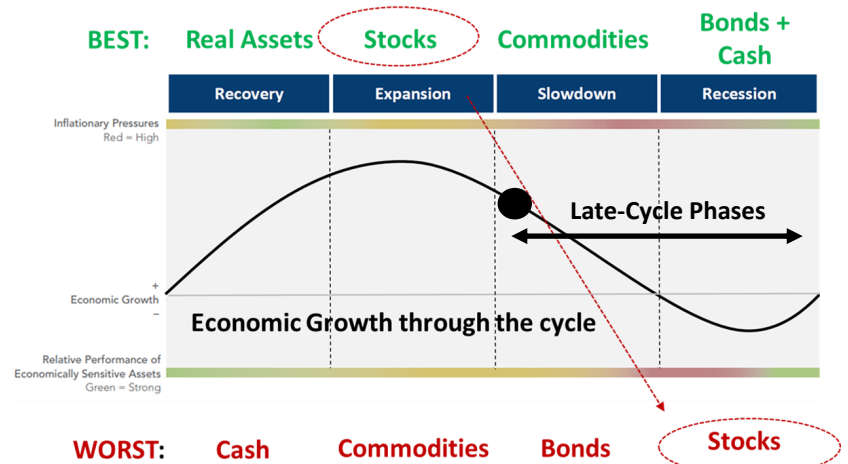 BEST: Real Assets Stocks Commodities Bonds +
Cash
Recovery Expansion Slowdown Recession
Inflationary Pressures
Red = High
Late-Cycle Phases
+
Economic Growth
–
Economic Growth through the cycle
Relative Performance of
Economically Sensitive Assets
Green = Strong
WORST: Cash Commodities Bonds Stocks